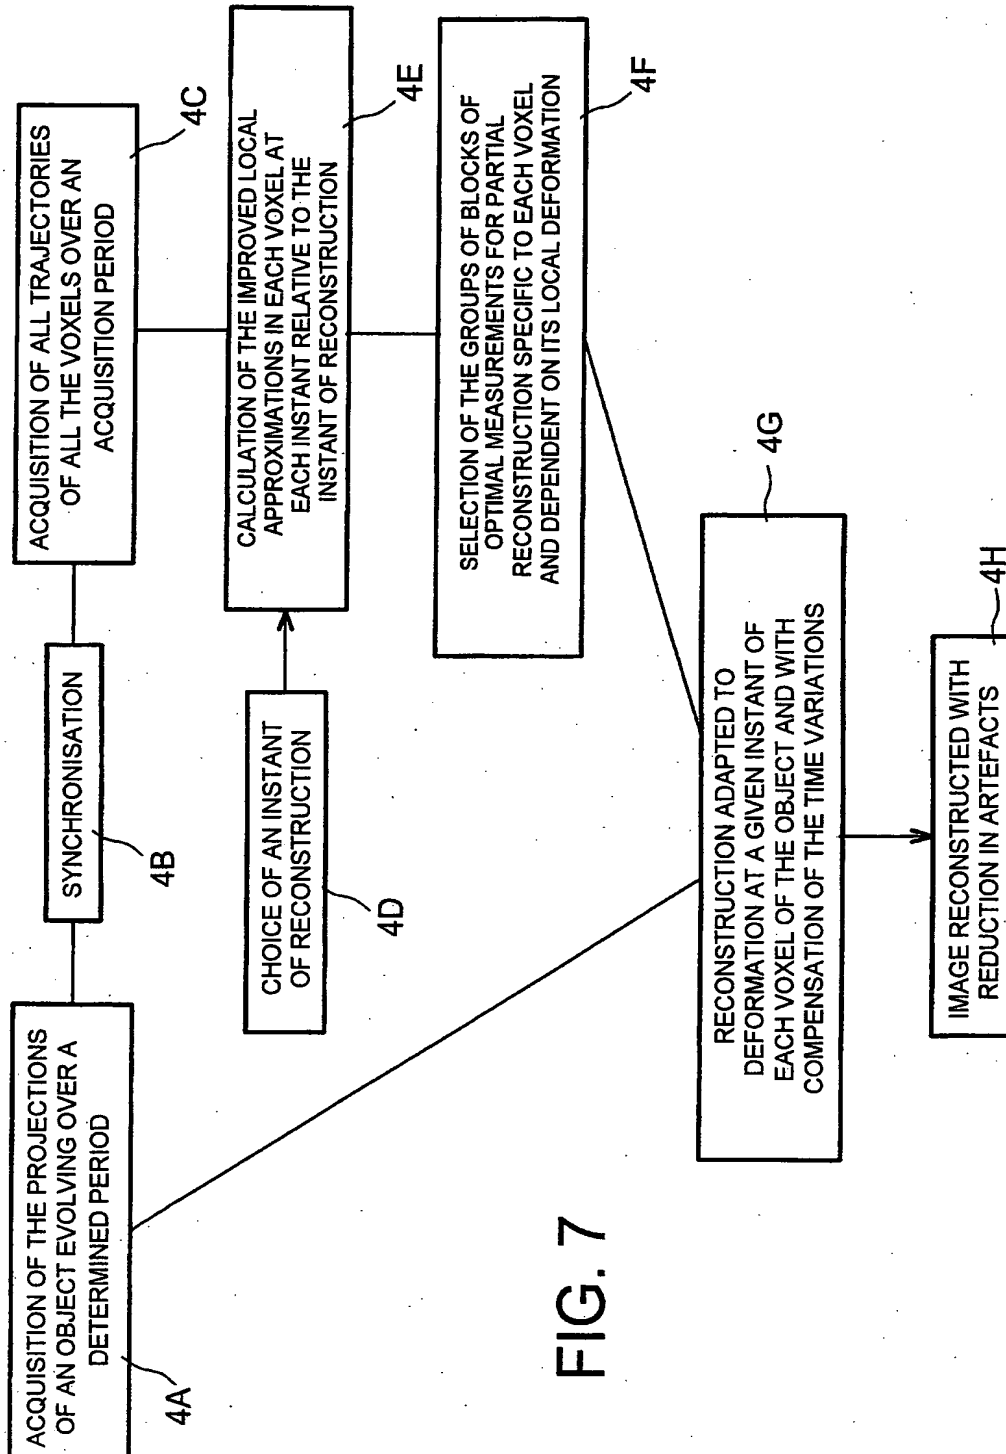 ACQUISITION OF THE PROJECTIONS
OF AN OBJECT EVOLVING OVER A
DETERMINED PERIOD
4A
SYNCHRONISATION
4B
ACQUISITION OF ALL TRAJECTORIES
OF ALL THE VOXELS OVER AN
ACQUISITION PERIOD
4C
CHOICE OF AN INSTANT
OF RECONSTRUCTION
4D
CALCULATION OF THE IMPROVED LOCAL
APPROXIMATIONS IN EACH VOXEL AT
EACH INSTANT RELATIVE TO THE
INSTANT OF RECONSTRUCTION
4E
SELECTION OF THE GROUPS OF BLOCKS OF
OPTIMAL MEASUREMENTS FOR PARTIAL
RECONSTRUCTION SPECIFIC TO EACH VOXEL
AND DEPENDENT ON ITS LOCAL DEFORMATION
4F
RECONSTRUCTION ADAPTED TO
DEFORMATION AT A GIVEN INSTANT OF
EACH VOXEL OF THE OBJECT AND WITH
COMPENSATION OF THE TIME VARIATIONS
4G
IMAGE RECONSTRUCTED WITH
REDUCTION IN ARTEFACTS
4H
FIG. 7